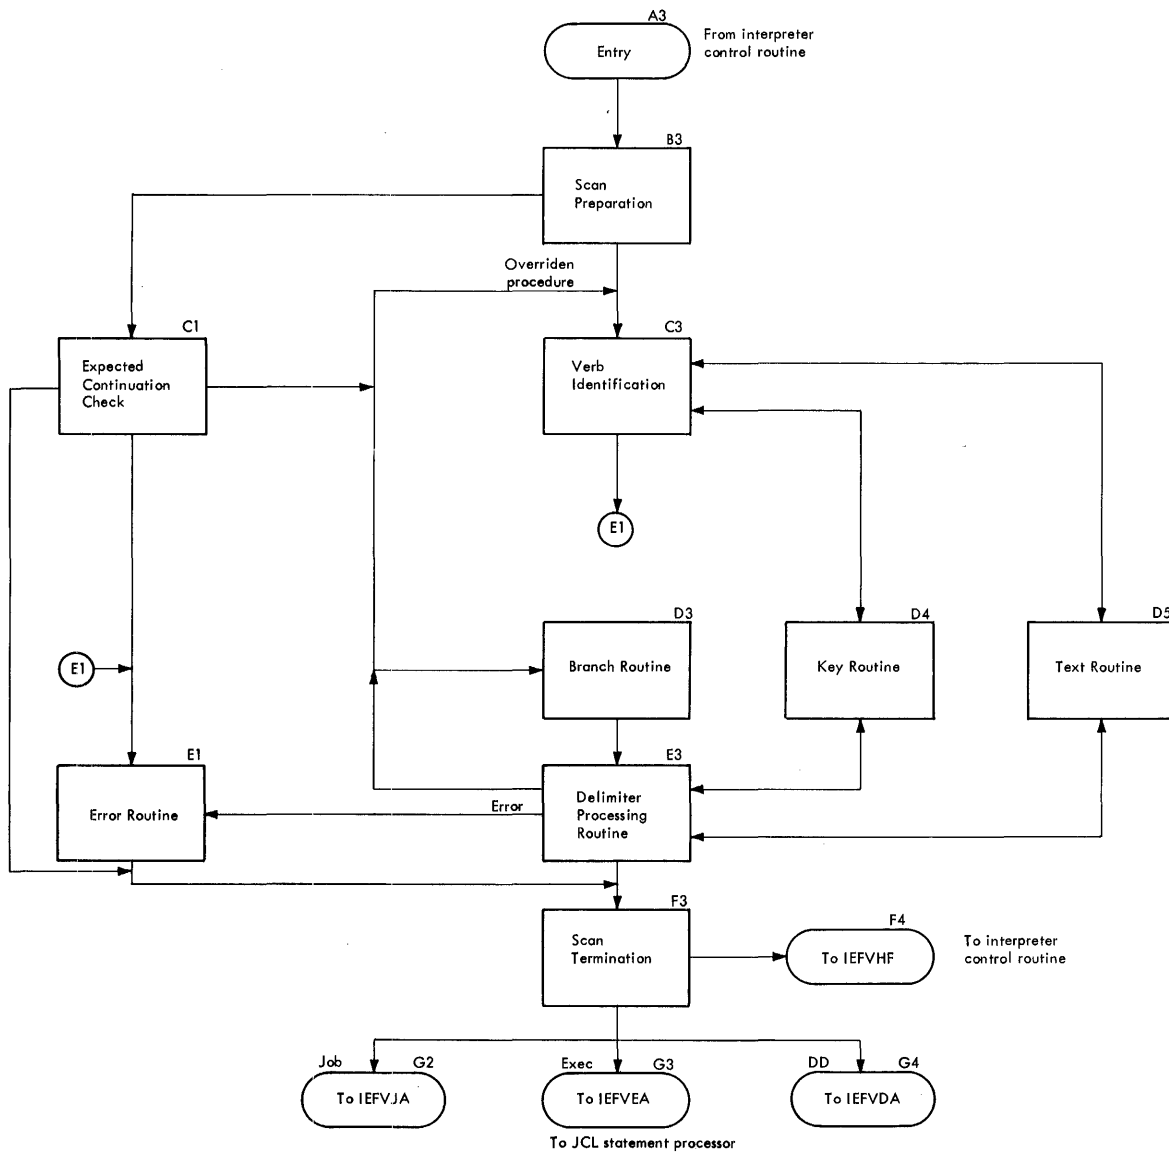 A3
Entry
From interpreter
control routine
B3
Scan
Preparation
Overriden
procedure
C1
Expected
Continuation
Check
C3
Verb
Identification
E1
D3
Branch Routine
D4
Key Routine
D5
Text Routine
E1
E1
Error Routine
Error
E3
Delimiter
Processing
Routine
F3
Scan
Termination
F4
To IEFVHF
To interpreter
control routine
Job
G2
To IEFVJA
Exec
G3
To IEFVEA
DD
G4
To IEFVDA
To JCL statement processor